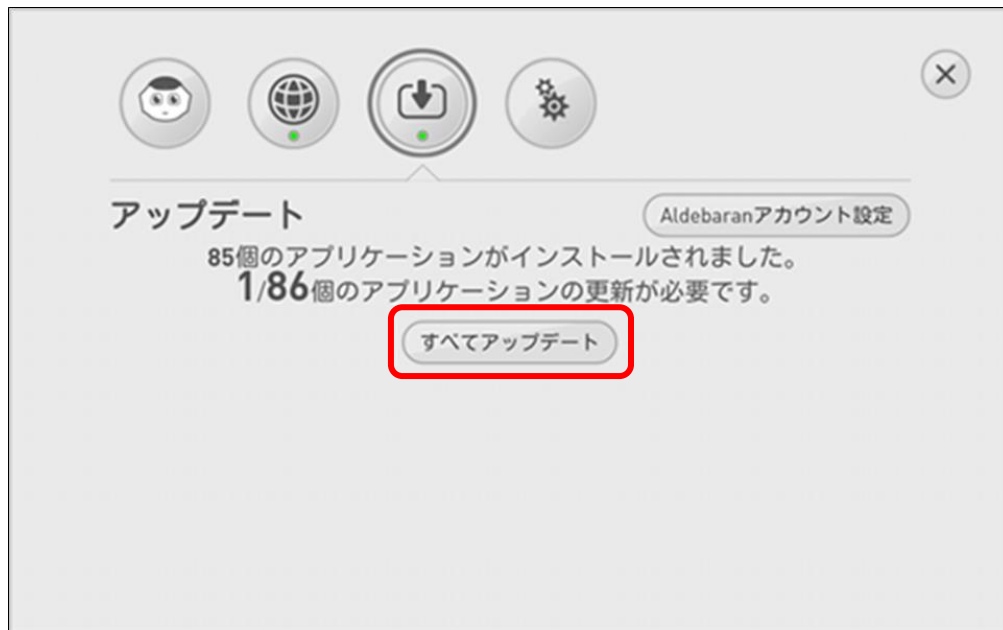 アップデート
Aldebaranアカウント設定
85個のアプリケーションがインストールされました。
1/86個のアプリケーションの更新が必要です。
すべてアップデート